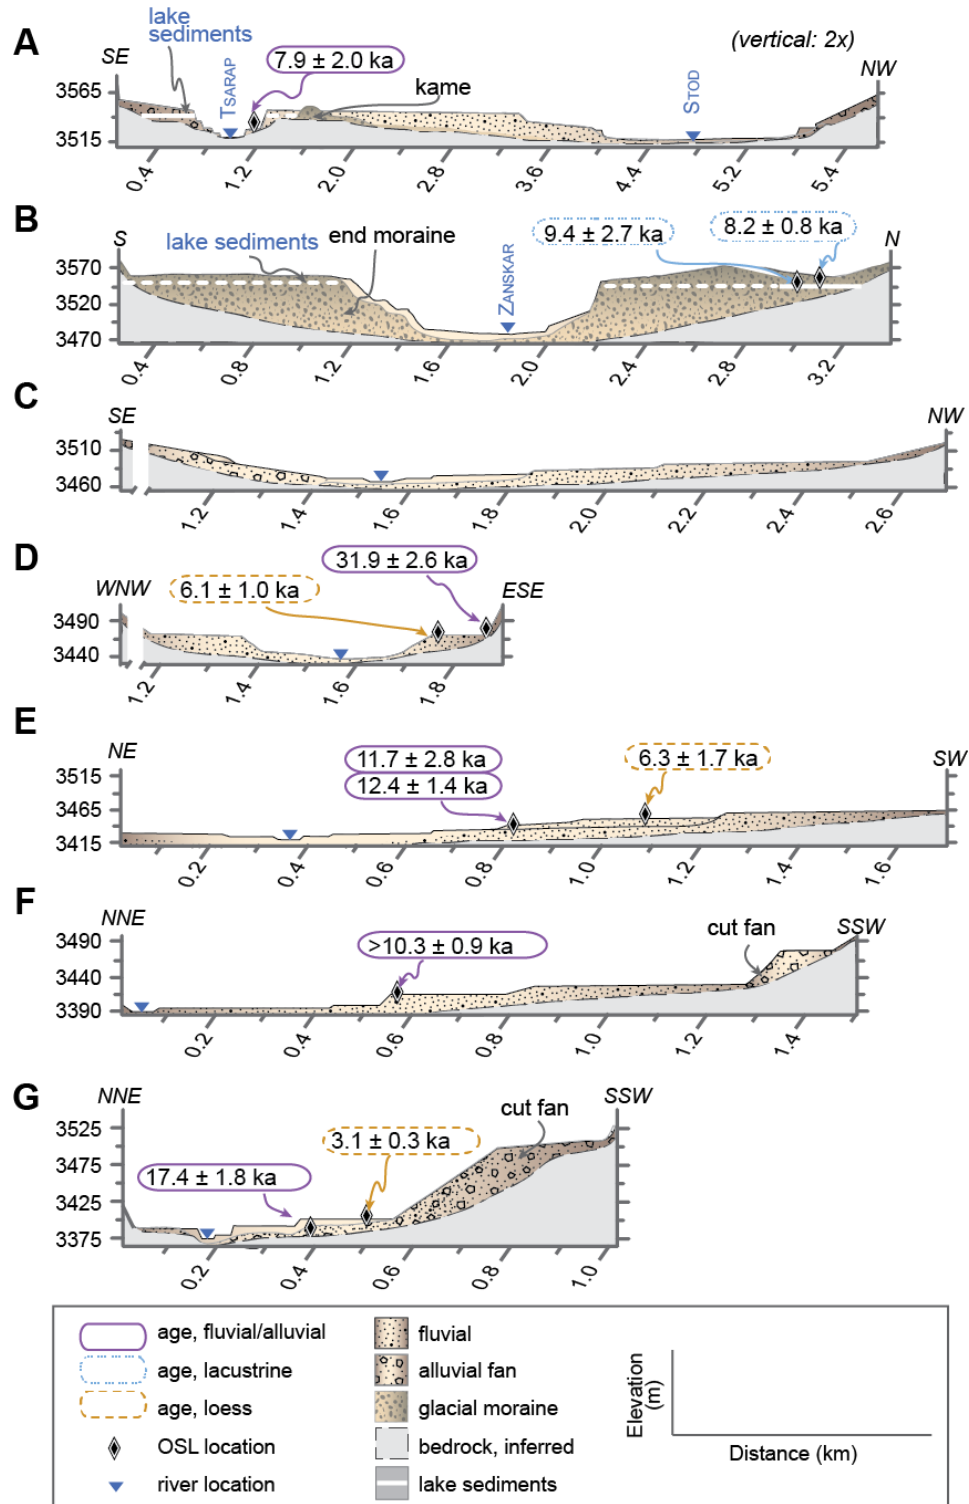 A
lake
sediments
SE
TSARAP
7.9 ± 2.0 ka
kame
STOD
(vertical: 2x)
NW
3565
3515
0.4
1.2
2.0
2.8
3.6
4.4
5.2
5.4
B
S
lake sediments
end moraine
ZANSKAR
9.4 ± 2.7 ka
8.2 ± 0.8 ka
N
3570
3520
3470
0.4
0.8
1.2
1.6
2.0
2.4
2.8
3.2
C
SE
NW
3510
3460
1.2
1.4
1.6
1.8
2.0
2.2
2.4
2.6
D
31.9 ± 2.6 ka
WNW
6.1 ± 1.0 ka
ESE
3490
3440
1.2
1.4
1.6
1.8
E
NE
11.7 ± 2.8 ka
12.4 ± 1.4 ka
6.3 ± 1.7 ka
SW
3515
3465
3415
0.2
0.4
0.6
0.8
1.0
1.2
1.4
1.6
F
NNE
>10.3 ± 0.9 ka
cut fan
SSW
3490
3440
3390
0.2
0.4
0.6
0.8
1.0
1.2
1.4
G
NNE
SSW
cut fan
3.1 ± 0.3 ka
17.4 ± 1.8 ka
3525
3475
3425
3375
0.2
0.4
0.6
0.8
1.0
age, fluvial/alluvial
age, lacustrine
age, loess
OSL location
river location
fluvial
alluvial fan
glacial moraine
bedrock, inferred
lake sediments
Elevation
(m)
Distance (km)